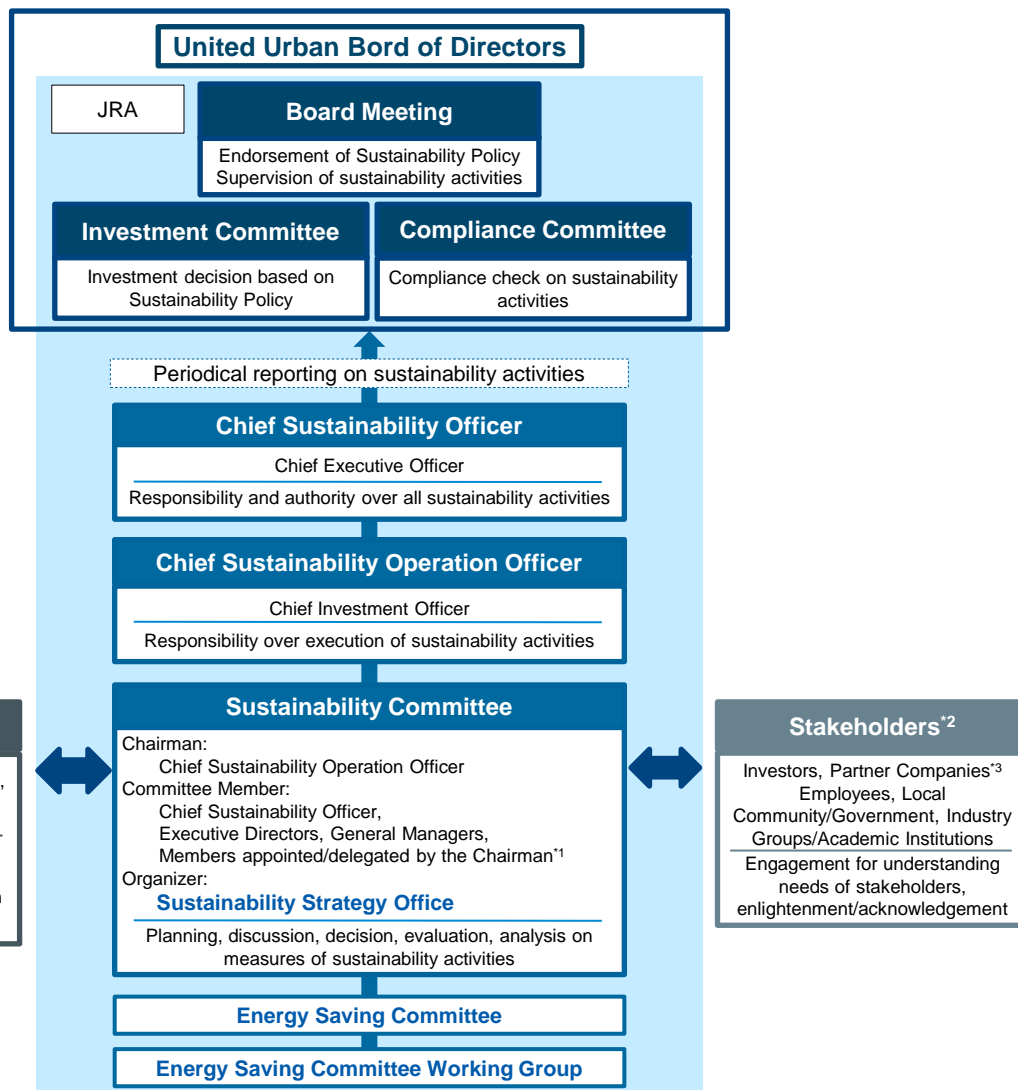 United Urban Bord of Directors
JRA
Board Meeting
Endorsement of Sustainability Policy
Supervision of sustainability activities
Investment Committee
Investment decision based on
Sustainability Policy
Compliance Committee
Compliance check on sustainability
activities
Periodical reporting on sustainability activities
Chief Sustainability Officer
Chief Executive Officer
Responsibility and authority over all sustainability activities
Chief Sustainability Operation Officer
Chief Investment Officer
Responsibility over execution of sustainability activities
Sustainability Committee
Chairman:
Chief Sustainability Operation Officer
Committee Member:
Chief Sustainability Officer,
Executive Directors, General Managers,
Members appointed/delegated by the Chairman*1
Organizer:
Sustainability Strategy Office
Planning, discussion, decision, evaluation, analysis on
measures of sustainability activities
Stakeholders*2
Investors, Partner Companies*3
Employees, Local
Community/Government, Industry
Groups/Academic Institutions
Engagement for understanding
needs of stakeholders,
enlightenment/acknowledgement
Energy Saving Committee
Energy Saving Committee Working Group